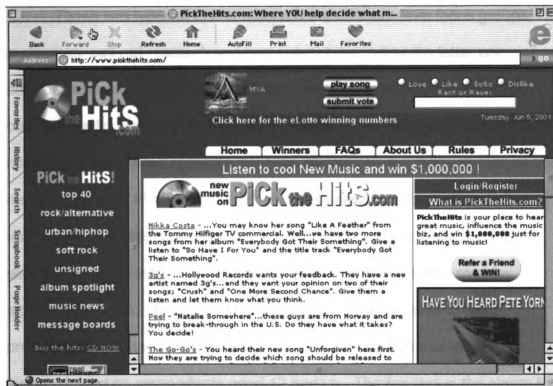 PickTheHits.com: Where YOU help decide what m...
Back Forward Stop Refresh Home AutoFill Print Mail Favorites
Address: http://www.pickthehits.com/ go
Favorites
History
Search
Scrapbook
Page Holder
PiCK
the HitS
.com
MYA
play song
submit vote
Love Like SoSo Dislike
Rant or Rave:
Click here for the eLotto winning numbers
Tuesday Jun 5, 2001
Home Winners FAQs About Us Rules Privacy
PiCK the HitS!
top 40
rock/alternative
urban/hiphop
soft rock
unsigned
album spotlight
music news
message boards
Buy the hits: CD NOW
Listen to cool New Music and win $1,000,000 !
new music on PiCK the HitS.com
Nikka Costa - ...You may know her song "Like A Feather" from
the Tommy Hilfiger TV commercial. Well...we have two more
songs from her album "Everybody Got Their Something". Give a
listen to "So Have I For You" and the title track "Everybody Got
Their Something".
3g's - ...Hollywood Records wants your feedback. They have a new
artist named 3g's...and they want your opinion on two of their
songs; "Crush" and "One More Second Chance". Give them a
listen and let them know what you think.
Peel - "Natalie Somewhere"...these guys are from Norway and are
trying to break-through in the U.S. Do they have what it takes?
You decide!
The Go-Go's - You heard their new song "Unforgiven" here first.
Now they are trying to decide which song should be released to
Login/Register
What is PickTheHits.com?
PickTheHits is your place to hear
great music, influence the music
biz, and win $1,000,000 just for
listening to music!
Refer a Friend
& WIN!
HAVE YOU HEARD PETE YORN
Opens the next page.